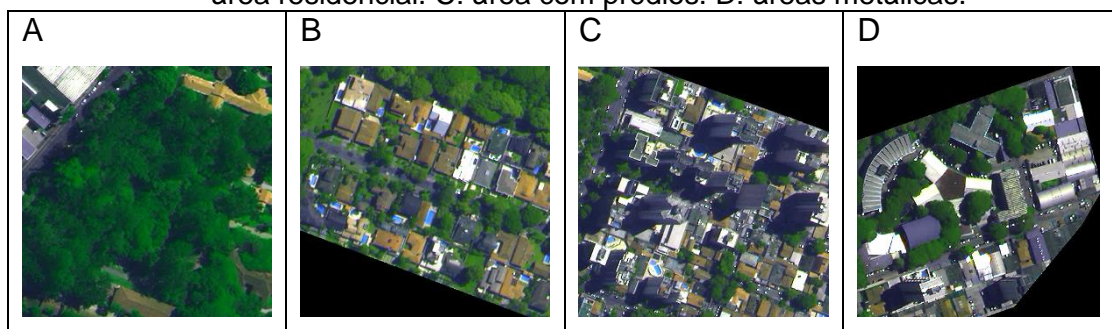 área residencial. C: área com prédios. D: áreas metálicas.
A B C D